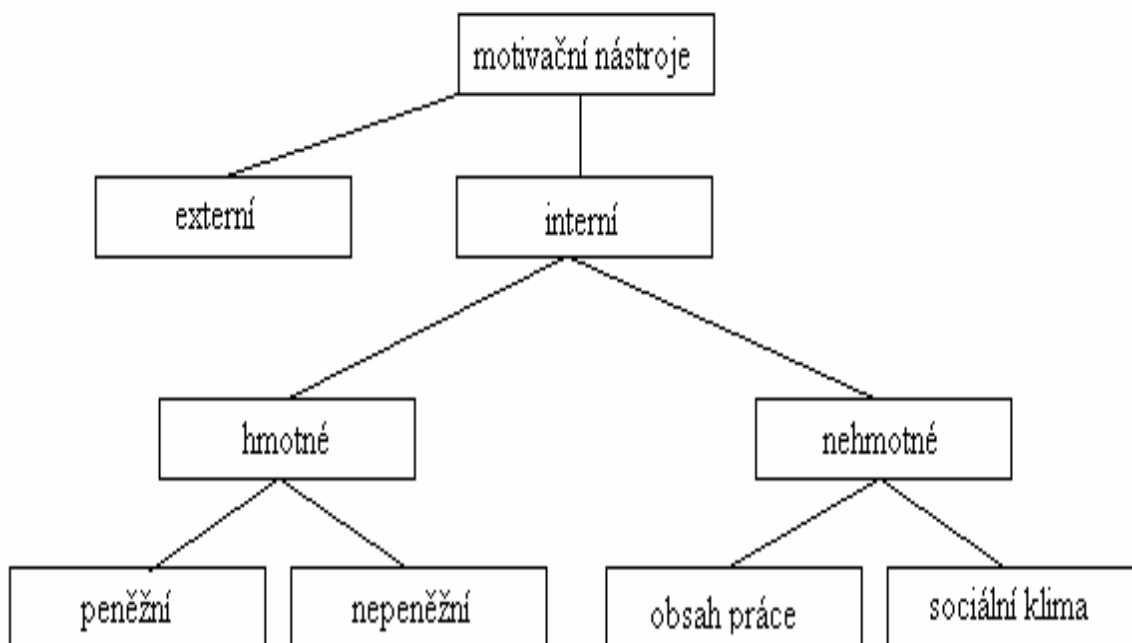 motivační nástroje
externí
interní
hmotné
nehmotné
peněžní
nepeněžní
obsah práce
sociální klima